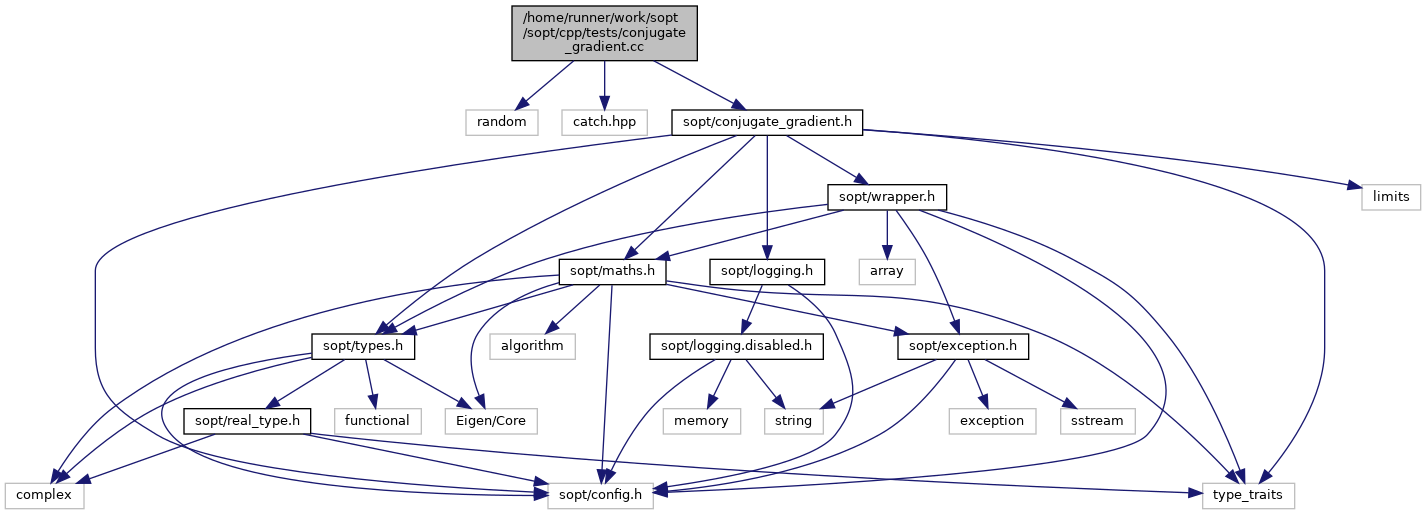 /home/runner/work/sopt
/sopt/cpp/tests/conjugate
_gradient.cc
random
catch.hpp
sopt/conjugate_gradient.h
sopt/wrapper.h
limits
sopt/maths.h
sopt/logging.h
array
sopt/types.h
algorithm
sopt/logging.disabled.h
sopt/exception.h
sopt/real_type.h
functional
Eigen/Core
memory
string
exception
sstream
complex
sopt/config.h
type_traits